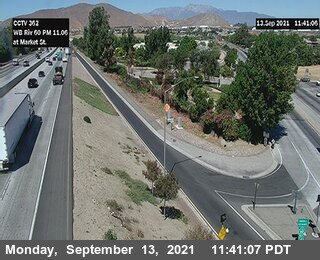 CCTV 362
WB Riv 60 PM 11.06
at Market St.
13 Sep 2021 11:41:06
Monday, September 13, 2021 11:41:07 PDT